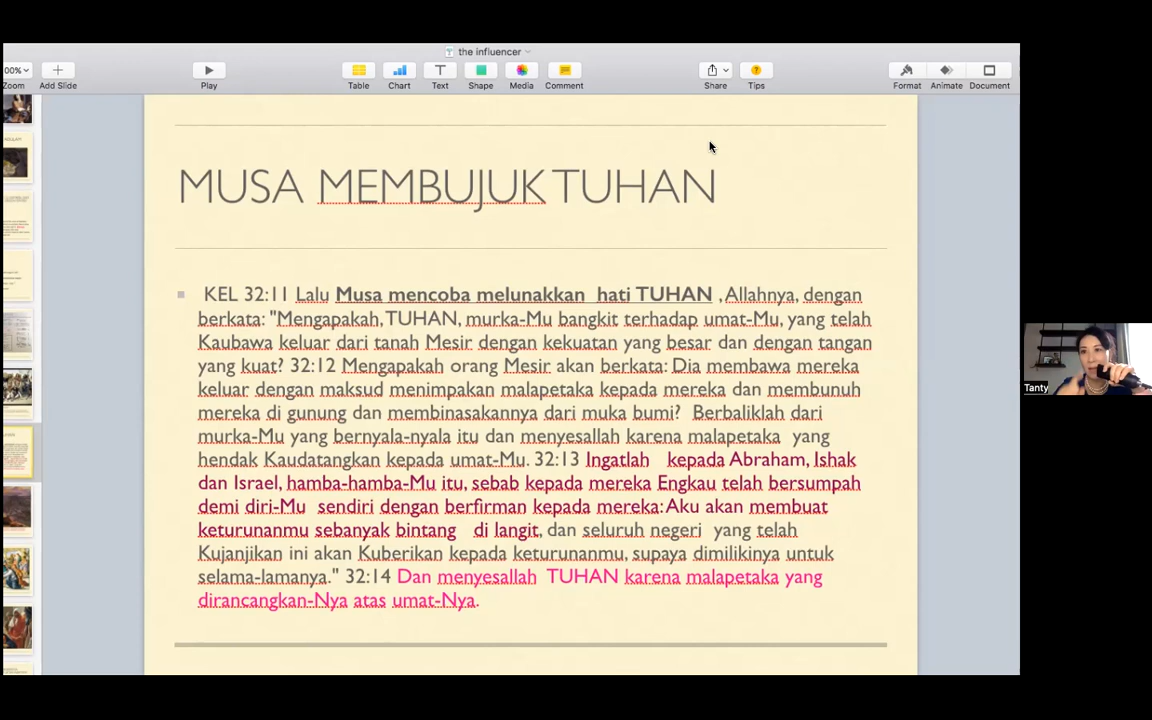 the influencer
00%
Zoom
Add Slide
Play
Table
Chart
Text
Shape
Media
Comment
Share
Tips
Format
Animate
Document
MUSA MEMBUJUK TUHAN
KEL 32:11 Lalu Musa mencoba melunakkan hati TUHAN , Allahnya, dengan
berkata: "Mengapakah, TUHAN, murka-Mu bangkit terhadap umat-Mu, yang telah
Kaubawa keluar dari tanah Mesir dengan kekuatan yang besar dan dengan tangan
yang kuat? 32:12 Mengapakah orang Mesir akan berkata: Dia membawa mereka
keluar dengan maksud menimpakan malapetaka kepada mereka dan membunuh
mereka di gunung dan membinasakannya dari muka bumi? Berbaliklah dari
murka-Mu yang bernyala-nyala itu dan menyesallah karena malapetaka yang
hendak Kaudatangkan kepada umat-Mu. 32:13 Ingatlah kepada Abraham, Ishak
dan Israel, hamba-hamba-Mu itu, sebab kepada mereka Engkau telah bersumpah
demi diri-Mu sendiri dengan berfirman kepada mereka: Aku akan membuat
keturunanmu sebanyak bintang di langit, dan seluruh negeri yang telah
Kujanjikan ini akan Kuberikan kepada keturunanmu, supaya dimilikinya untuk
selama-lamanya." 32:14 Dan menyesallah TUHAN karena malapetaka yang
dirancangkan-Nya atas umat-Nya.
Tanty